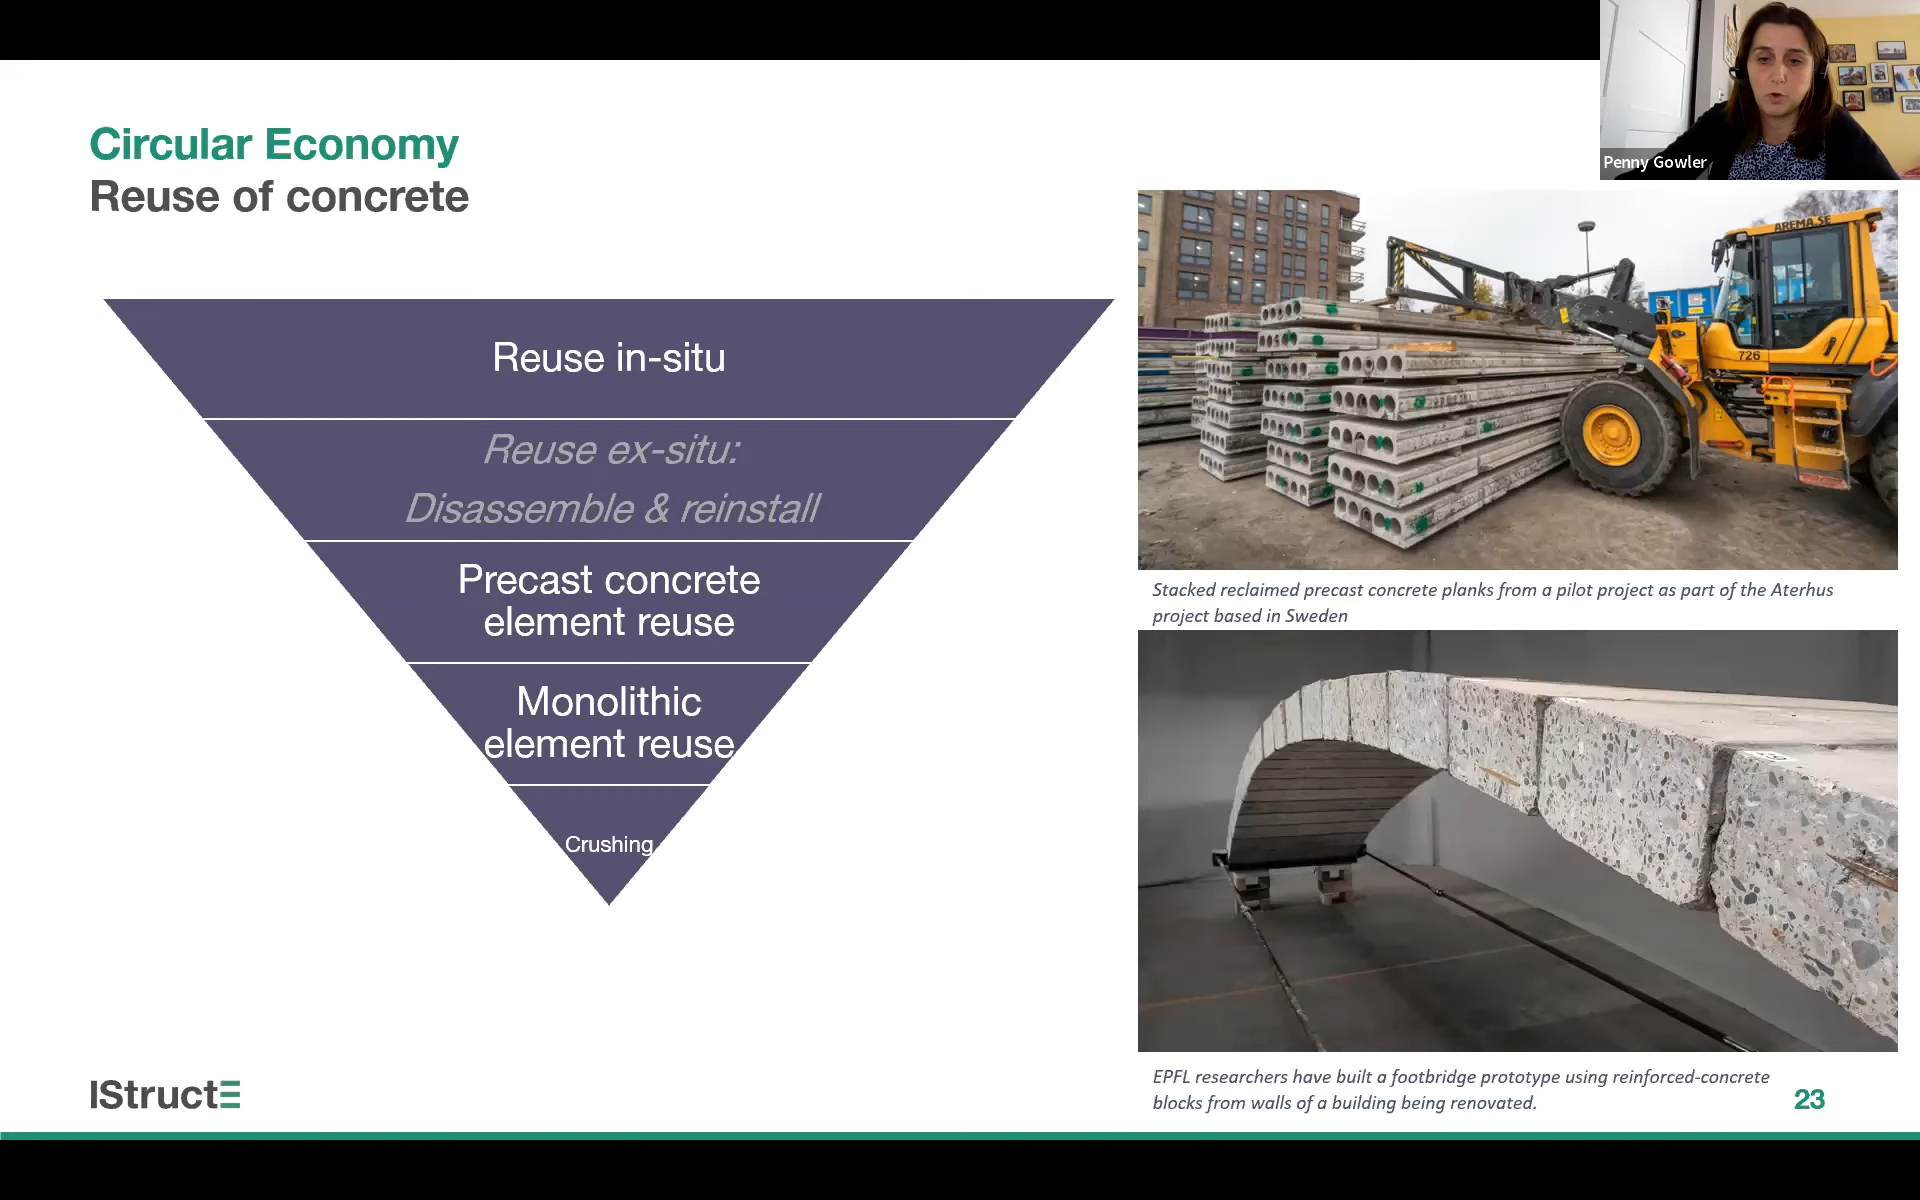 Penny Gowler
Circular Economy
Reuse of concrete
Reuse in-situ
Reuse ex-situ:
Disassemble & reinstall
Precast concrete
element reuse
Monolithic
element reuse
Crushing
AREMA.SE
726
Stacked reclaimed precast concrete planks from a pilot project as part of the Aterhus
project based in Sweden
EPFL researchers have built a footbridge prototype using reinforced-concrete
blocks from walls of a building being renovated.
IStructE
23